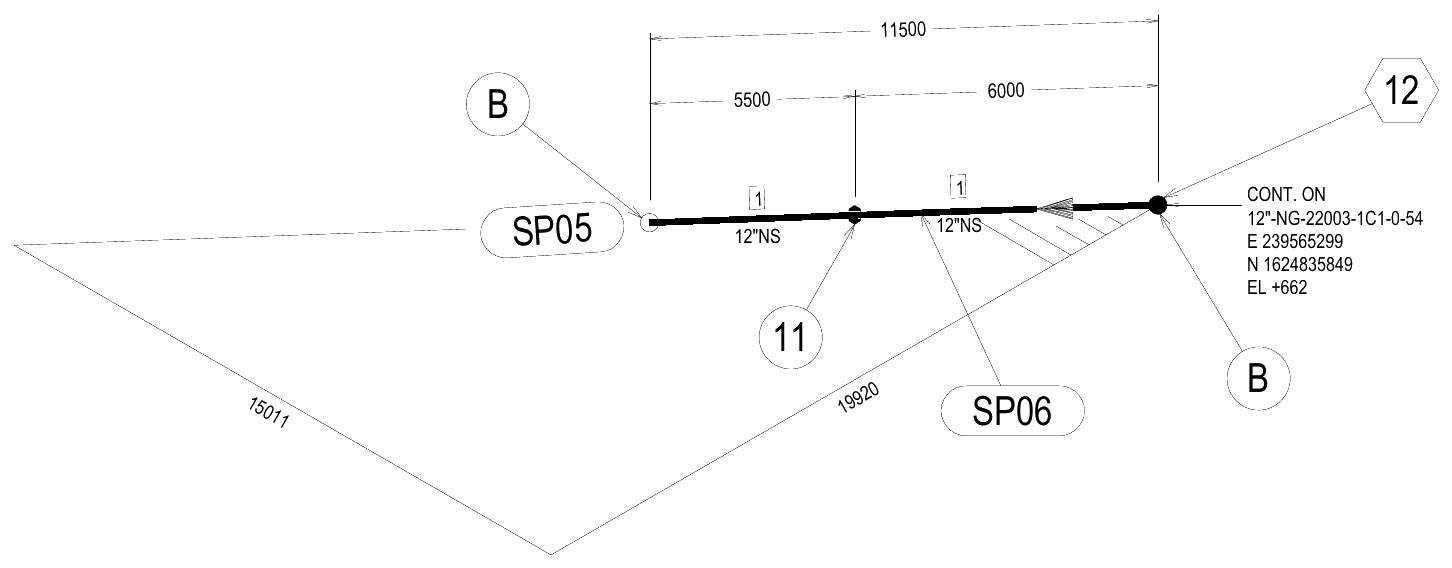 11500
5500
6000
B
12
1
1
SP05
12"NS
12"NS
CONT. ON
12"-NG-22003-1C1-0-54
E 239565299
N 1624835849
EL +662
11
B
15011
19920
SP06